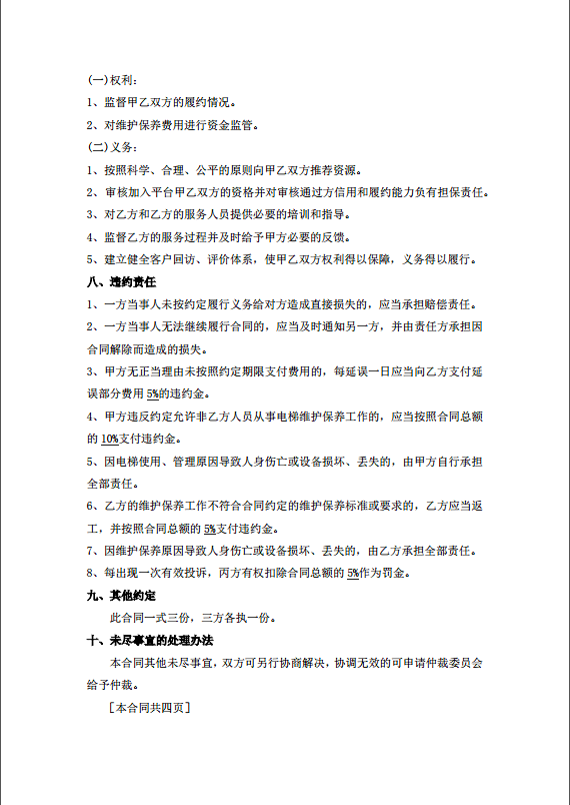 (一)权利：
1、监督甲乙双方的履约情况。
2、对维护保养费用进行资金监管。
(二)义务：
1、按照科学、合理、公平的原则向甲乙双方推荐资源。
2、审核加入平台甲乙双方的资格并对审核通过方信用和履约能力负有担保责任。
3、对乙方和乙方的服务人员提供必要的培训和指导。
4、监督乙方的服务过程并及时给予甲方必要的反馈。
5、建立健全客户回访、评价体系，使甲乙双方权利得以保障，义务得以履行。
八、违约责任
1、一方当事人未按约定履行义务给对方造成直接损失的，应当承担赔偿责任。
2、一方当事人无法继续履行合同的，应当及时通知另一方，并由责任方承担因
合同解除而造成的损失。
3、甲方无正当理由未按照约定期限支付费用的，每延误一日应当向乙方支付延
误部分费用5%的违约金。
4、甲方违反约定允许非乙方人员从事电梯维护保养工作的，应当按照合同总额
的10%支付违约金。
5、因电梯使用、管理原因导致人身伤亡或设备损坏、丢失的，由甲方自行承担
全部责任。
6、乙方的维护保养工作不符合合同约定的维护保养标准或要求的，乙方应当返
工，并按照合同总额的5%支付违约金。
7、因维护保养原因导致人身伤亡或设备损坏、丢失的，由乙方承担全部责任。
8、每出现一次有效投诉，丙方有权扣除合同总额的5%作为罚金。
九、其他约定
此合同一式三份，三方各执一份。
十、未尽事宜的处理办法
本合同其他未尽事宜，双方可另行协商解决，协调无效的可申请仲裁委员会
给予仲裁。
[本合同共四页]